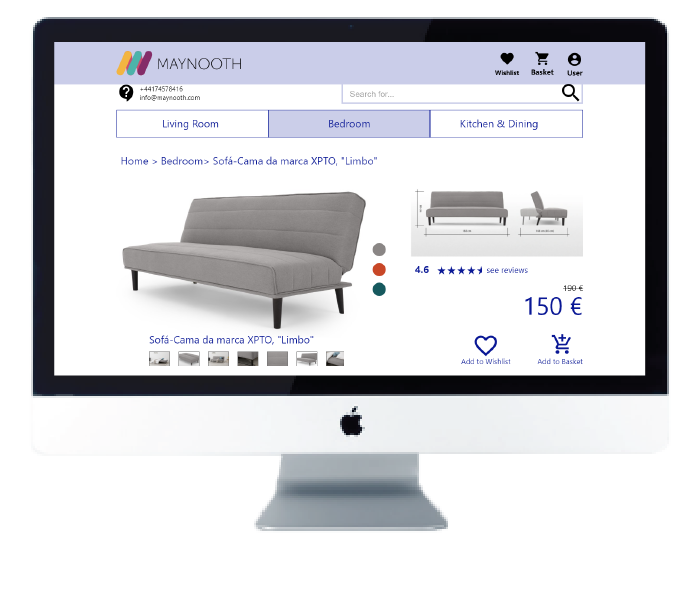 MAYNOOTH
Wishlist
Basket
User
+44174578416
info@maynooth.com
Search for...
Living Room
Bedroom
Kitchen & Dining
Home > Bedroom> Sofá-Cama da marca XPTO, "Limbo"
4.6
see reviews
190 €
150 €
Sofá-Cama da marca XPTO, "Limbo"
Add to Wishlist
Add to Basket